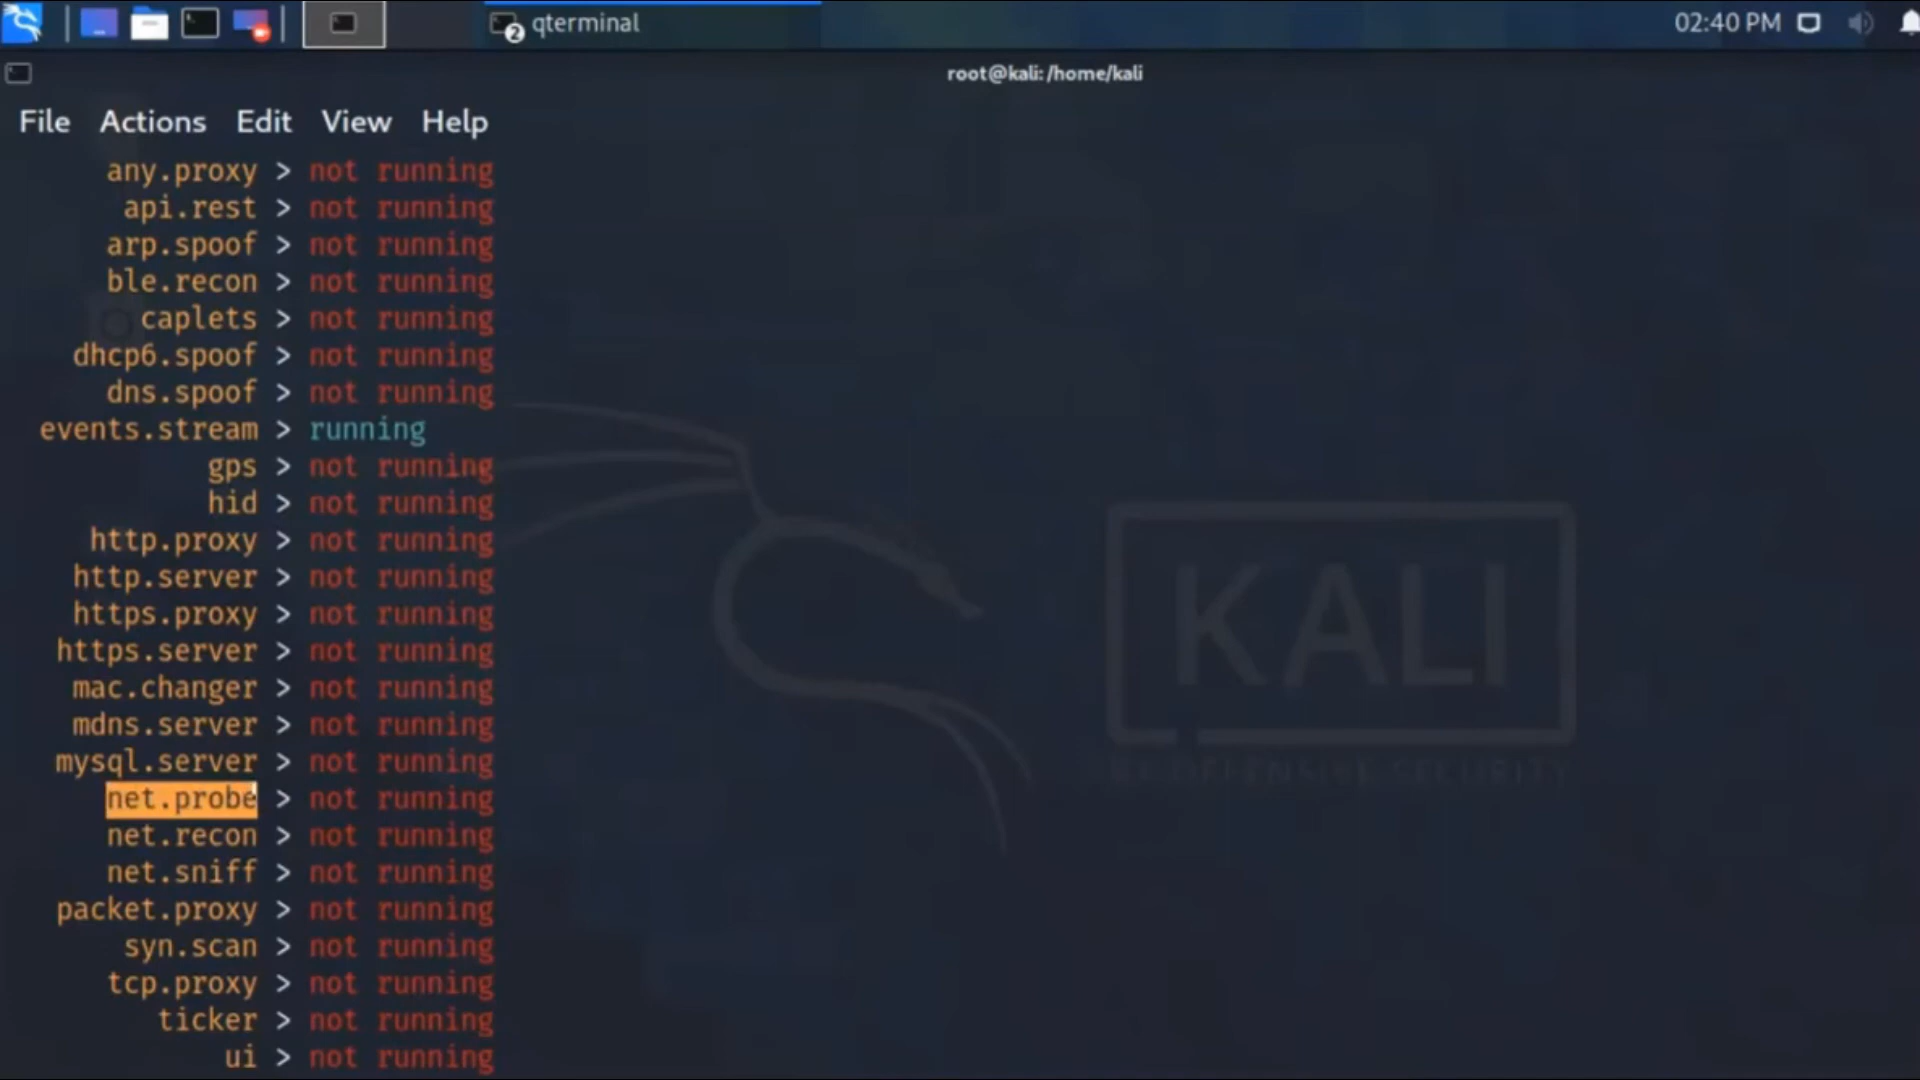 qterminal
2
02:40 PM
root@kali:/home/kali
File Actions Edit View Help
any.proxy > not running
api.rest > not running
arp.spoof > not running
ble.recon > not running
caplets > not running
dhcp6.spoof > not running
dns.spoof > not running
events.stream > running
gps > not running
hid > not running
http.proxy > not running
http.server > not running
https.proxy > not running
https.server > not running
mac.changer > not running
mdns.server > not running
mysql.server > not running
net.probe > not running
net.recon > not running
net.sniff > not running
packet.proxy > not running
syn.scan > not running
tcp.proxy > not running
ticker > not running
ui > not running
KALI